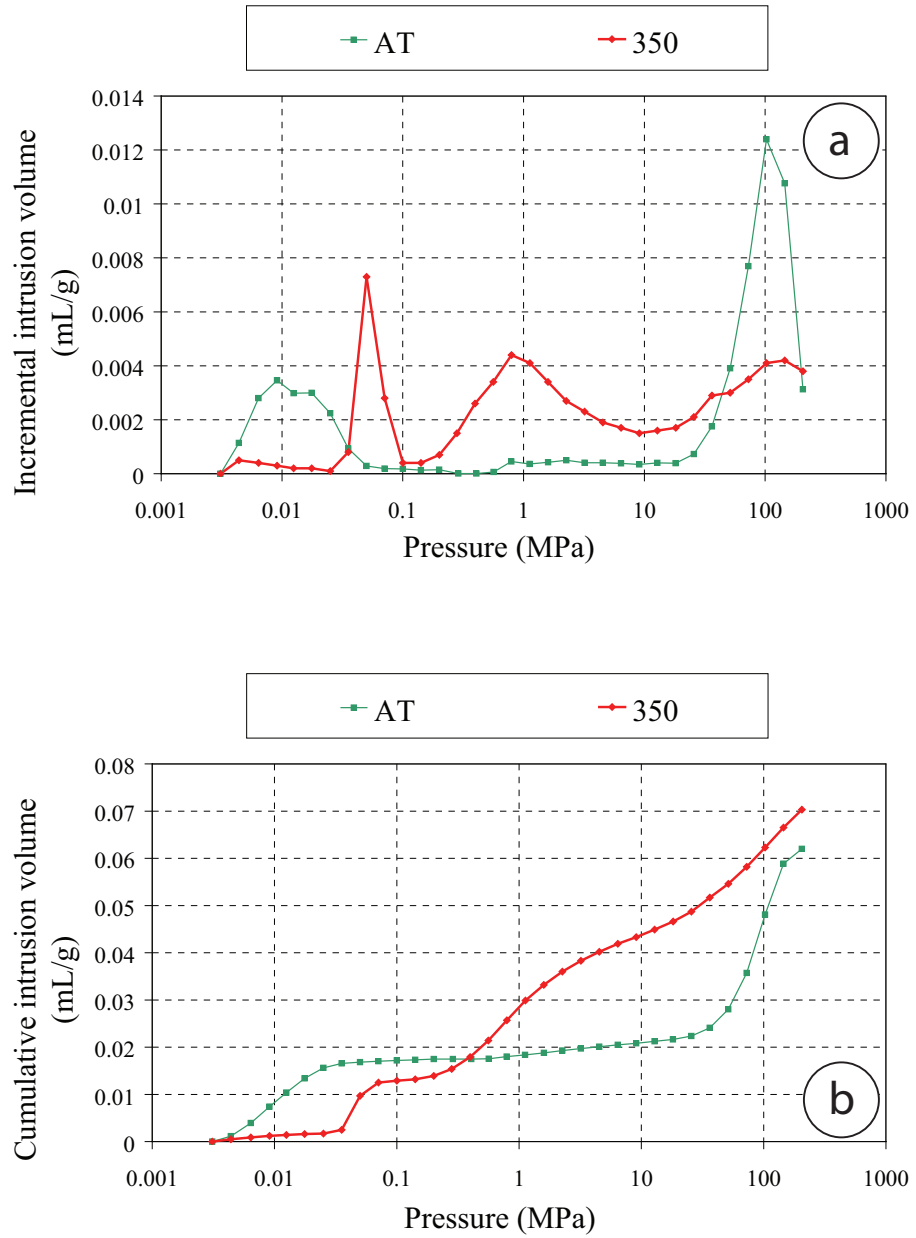 AT 350
0.014
0.012
0.01
0.008
0.006
0.004
0.002
0
Incremental intrusion volume
(mL/g)
a
0.001 0.01 0.1 1 10 100 1000
Pressure (MPa)
AT 350
0.08
0.07
0.06
0.05
0.04
0.03
0.02
0.01
0
Cumulative intrusion volume
(mL/g)
b
0.001 0.01 0.1 1 10 100 1000
Pressure (MPa)